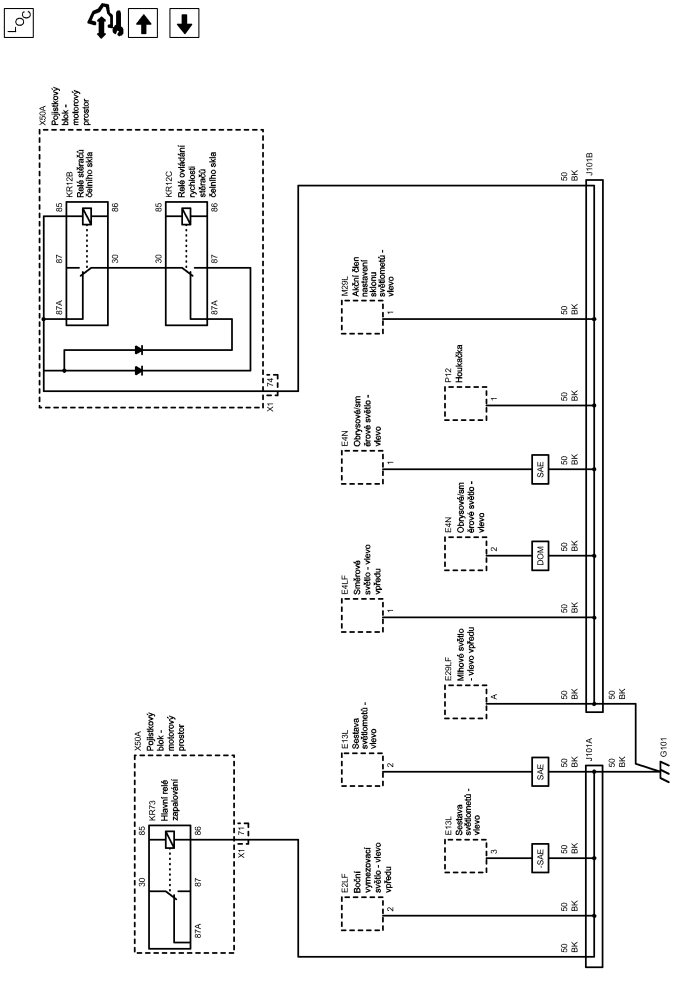 LOC
X50A
Pojistkový
blok -
motorový
prostor
KR73
Hlavní relé
zapalování
85
86
30
87
87A
X1
71
E2LF
Boční
vymezovací
světlo - vlevo
vpředu
2
50
BK
50
BK
E13L
Sestava
světlometů -
vlevo
3
-SAE
50
BK
E13L
Sestava
světlometů -
vlevo
2
SAE
50
BK
J101A
50
BK
G101
E29LF
Mlhové světlo
- vlevo vpředu
A
50
BK
50
BK
E4LF
Směrové
světlo - vlevo
vpředu
1
50
BK
E4N
Obrysové/sm
ěrové světlo -
vlevo
2
DOM
50
BK
E4N
Obrysové/sm
ěrové světlo -
vlevo
1
SAE
50
BK
P12
Houkačka
1
50
BK
M29L
Akční člen
nastavení
sklonu
světlometů -
vlevo
1
50
BK
50
BK
J101B
X50A
Pojistkový
blok -
motorový
prostor
KR12B
Relé stěračů
čelního skla
85
86
87
30
87A
KR12C
Relé ovládání
rychlosti
stěračů
čelního skla
85
86
30
87
87A
X1
74